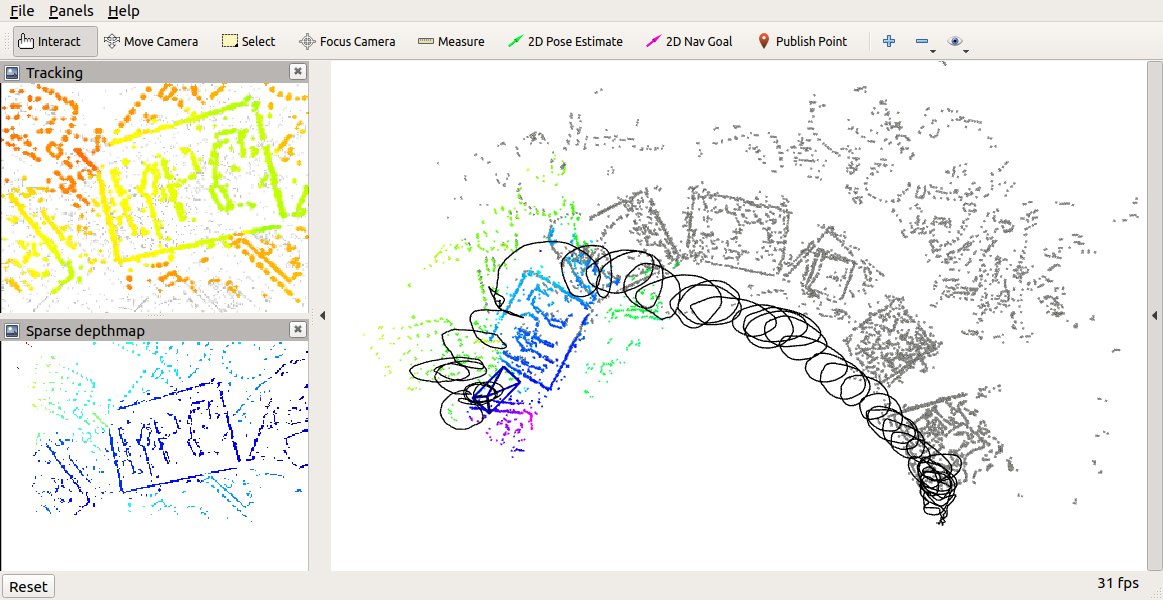 File Panels Help
Interact Move Camera Select Focus Camera Measure 2D Pose Estimate 2D Nav Goal Publish Point
Tracking
Sparse depthmap
Reset
31 fps